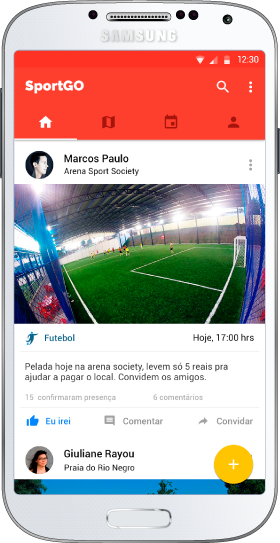 SAMSUNG
12:30
SportGO
Marcos Paulo
Arena Sport Society
Futebol
Hoje, 17:00 hrs
Pelada hoje na arena society, levem só 5 reais pra
ajudar a pagar o local. Convidem os amigos.
15 confirmaram presença
6 comentários
Eu irei
Comentar
Convidar
Giuliane Rayou
Praia do Rio Negro